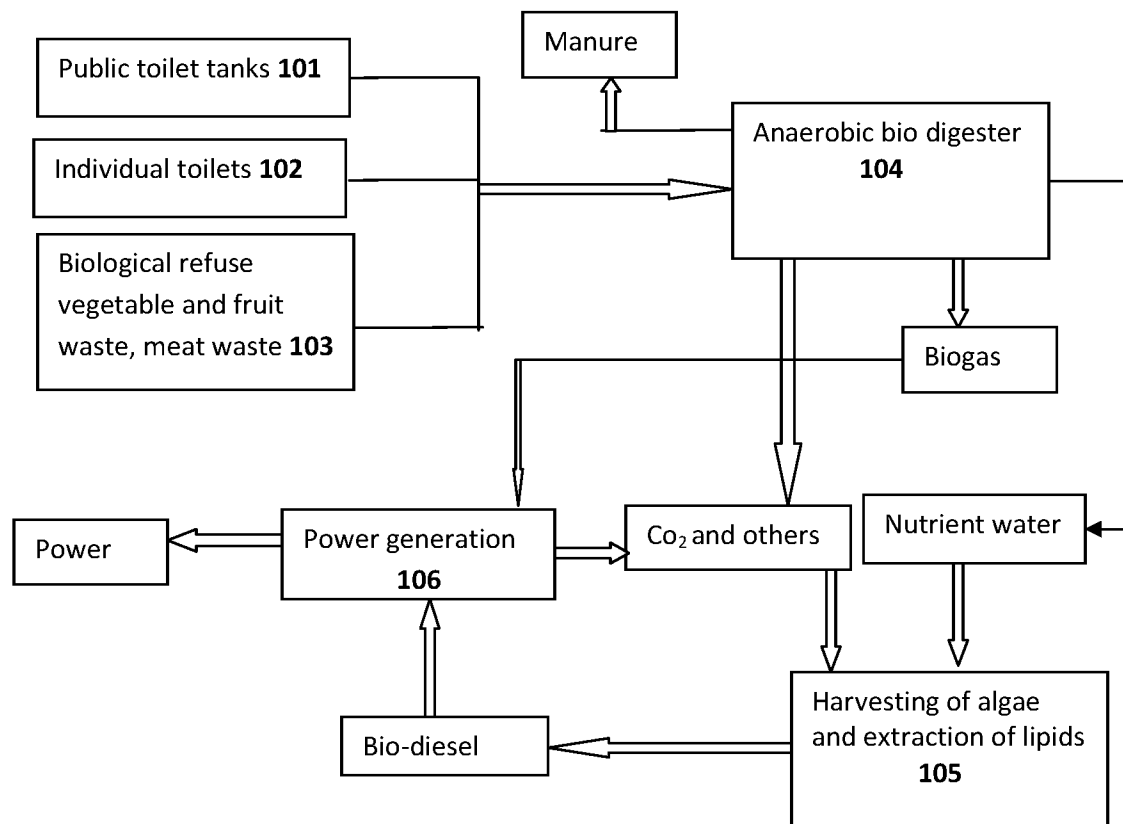 Manure
Public toilet tanks 101
Anaerobic bio digester
104
Individual toilets 102
Biological refuse
vegetable and fruit
waste, meat waste 103
Biogas
Power
Power generation
106
Co₂ and others
Nutrient water
Harvesting of algae
and extraction of lipids
105
Bio-diesel